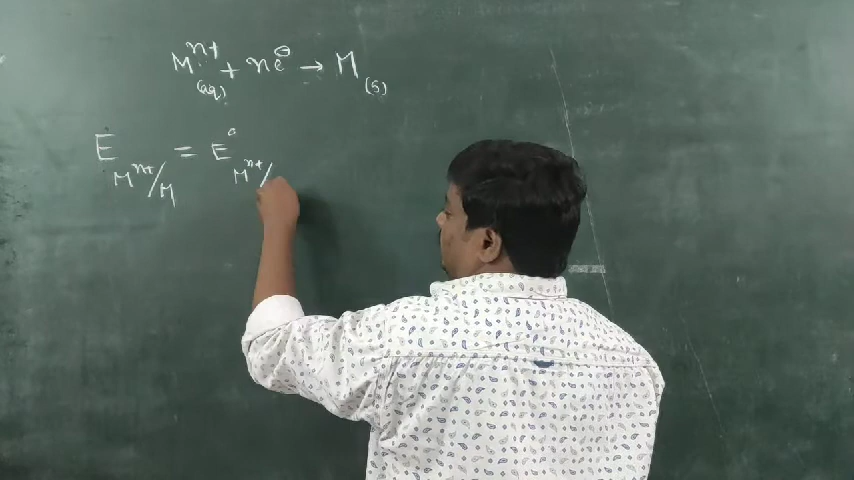 Mⁿ⁺(aq) + ne⊖ → M(s)
E Mⁿ⁺/M = E° Mⁿ⁺/